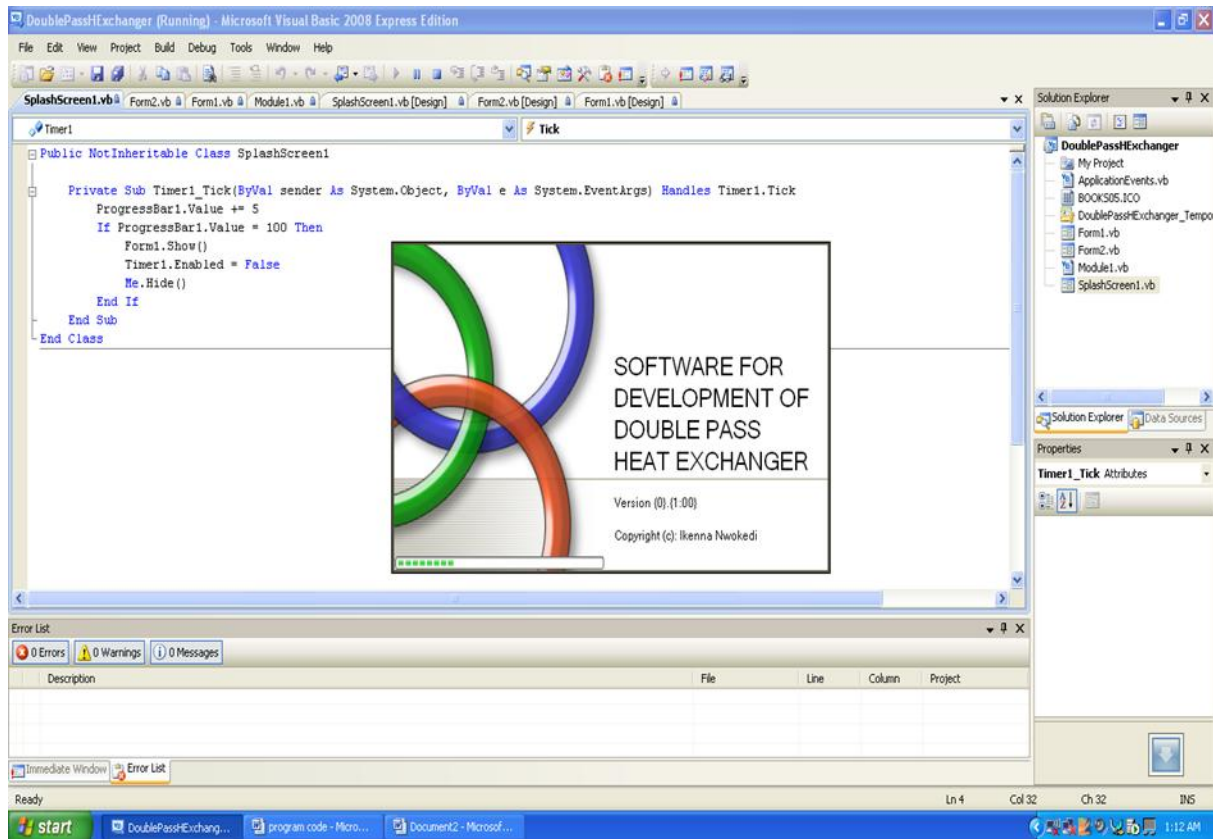 DoublePassHExchanger (Running) - Microsoft Visual Basic 2008 Express Edition
File Edit View Project Build Debug Tools Window Help
SplashScreen1.vb Form2.vb Form1.vb Module1.vb SplashScreen1.vb [Design] Form2.vb [Design] Form1.vb [Design]
Timer1 Tick
Public NotInheritable Class SplashScreen1
Private Sub Timer1_Tick(ByVal sender As System.Object, ByVal e As System.EventArgs) Handles Timer1.Tick
ProgressBar1.Value += 5
If ProgressBar1.Value = 100 Then
Form1.Show()
Timer1.Enabled = False
Me.Hide()
End If
End Sub
End Class
SOFTWARE FOR
DEVELOPMENT OF
DOUBLE PASS
HEAT EXCHANGER
Version (0).(1:00)
Copyright (c): Ikenna Nwokedi
Solution Explorer
DoublePassHExchanger
My Project
ApplicationEvents.vb
BOOKS05.ICO
DoublePassHExchanger_Tempo
Form1.vb
Form2.vb
Module1.vb
SplashScreen1.vb
Solution Explorer Data Sources
Properties
Timer1_Tick Attributes
Error List
0 Errors 0 Warnings 0 Messages
Description File Line Column Project
Immediate Window Error List
Ready Ln 4 Col 32 Ch 32 INS
start DoublePassHExchang... program code - Micro... Document2 - Microsof... 1:12 AM